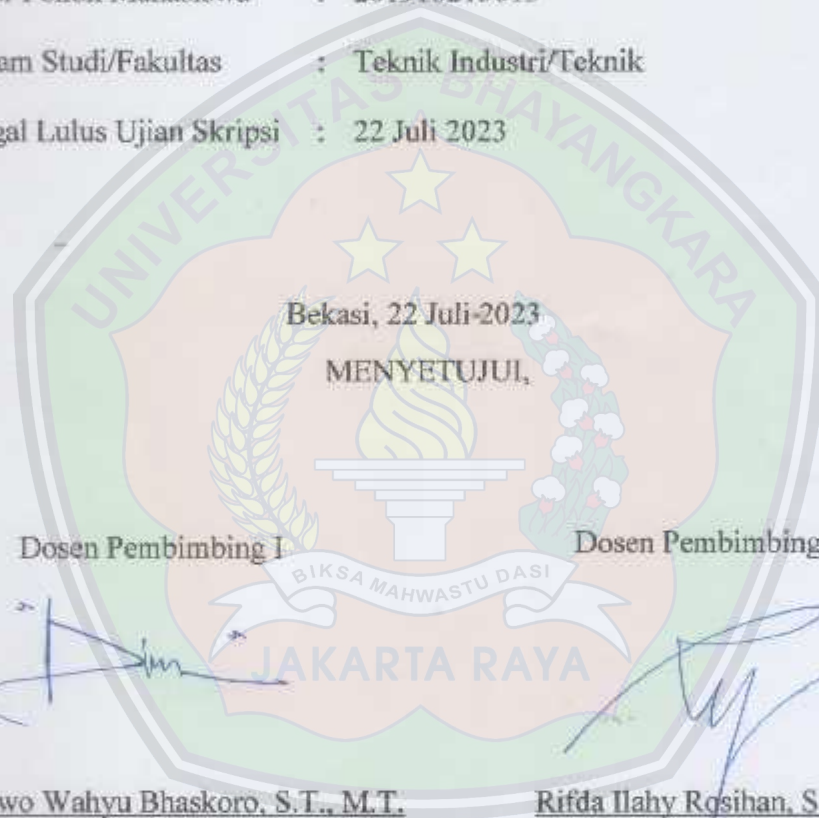 am Studi/Fakultas : Teknik Industri/Teknik
gal Lulus Ujian Skripsi : 22 Juli 2023
UNIVERSITAS BHAYANGKARA
Bekasi, 22 Juli 2023
MENYETUJUI,
Dosen Pembimbing I Dosen Pembimbing
BIKSA MAHWASTU DASI
JAKARTA RAYA
wo Wahyu Bhaskoro, S.T., M.T. Rifda Ilahy Rosihan, S